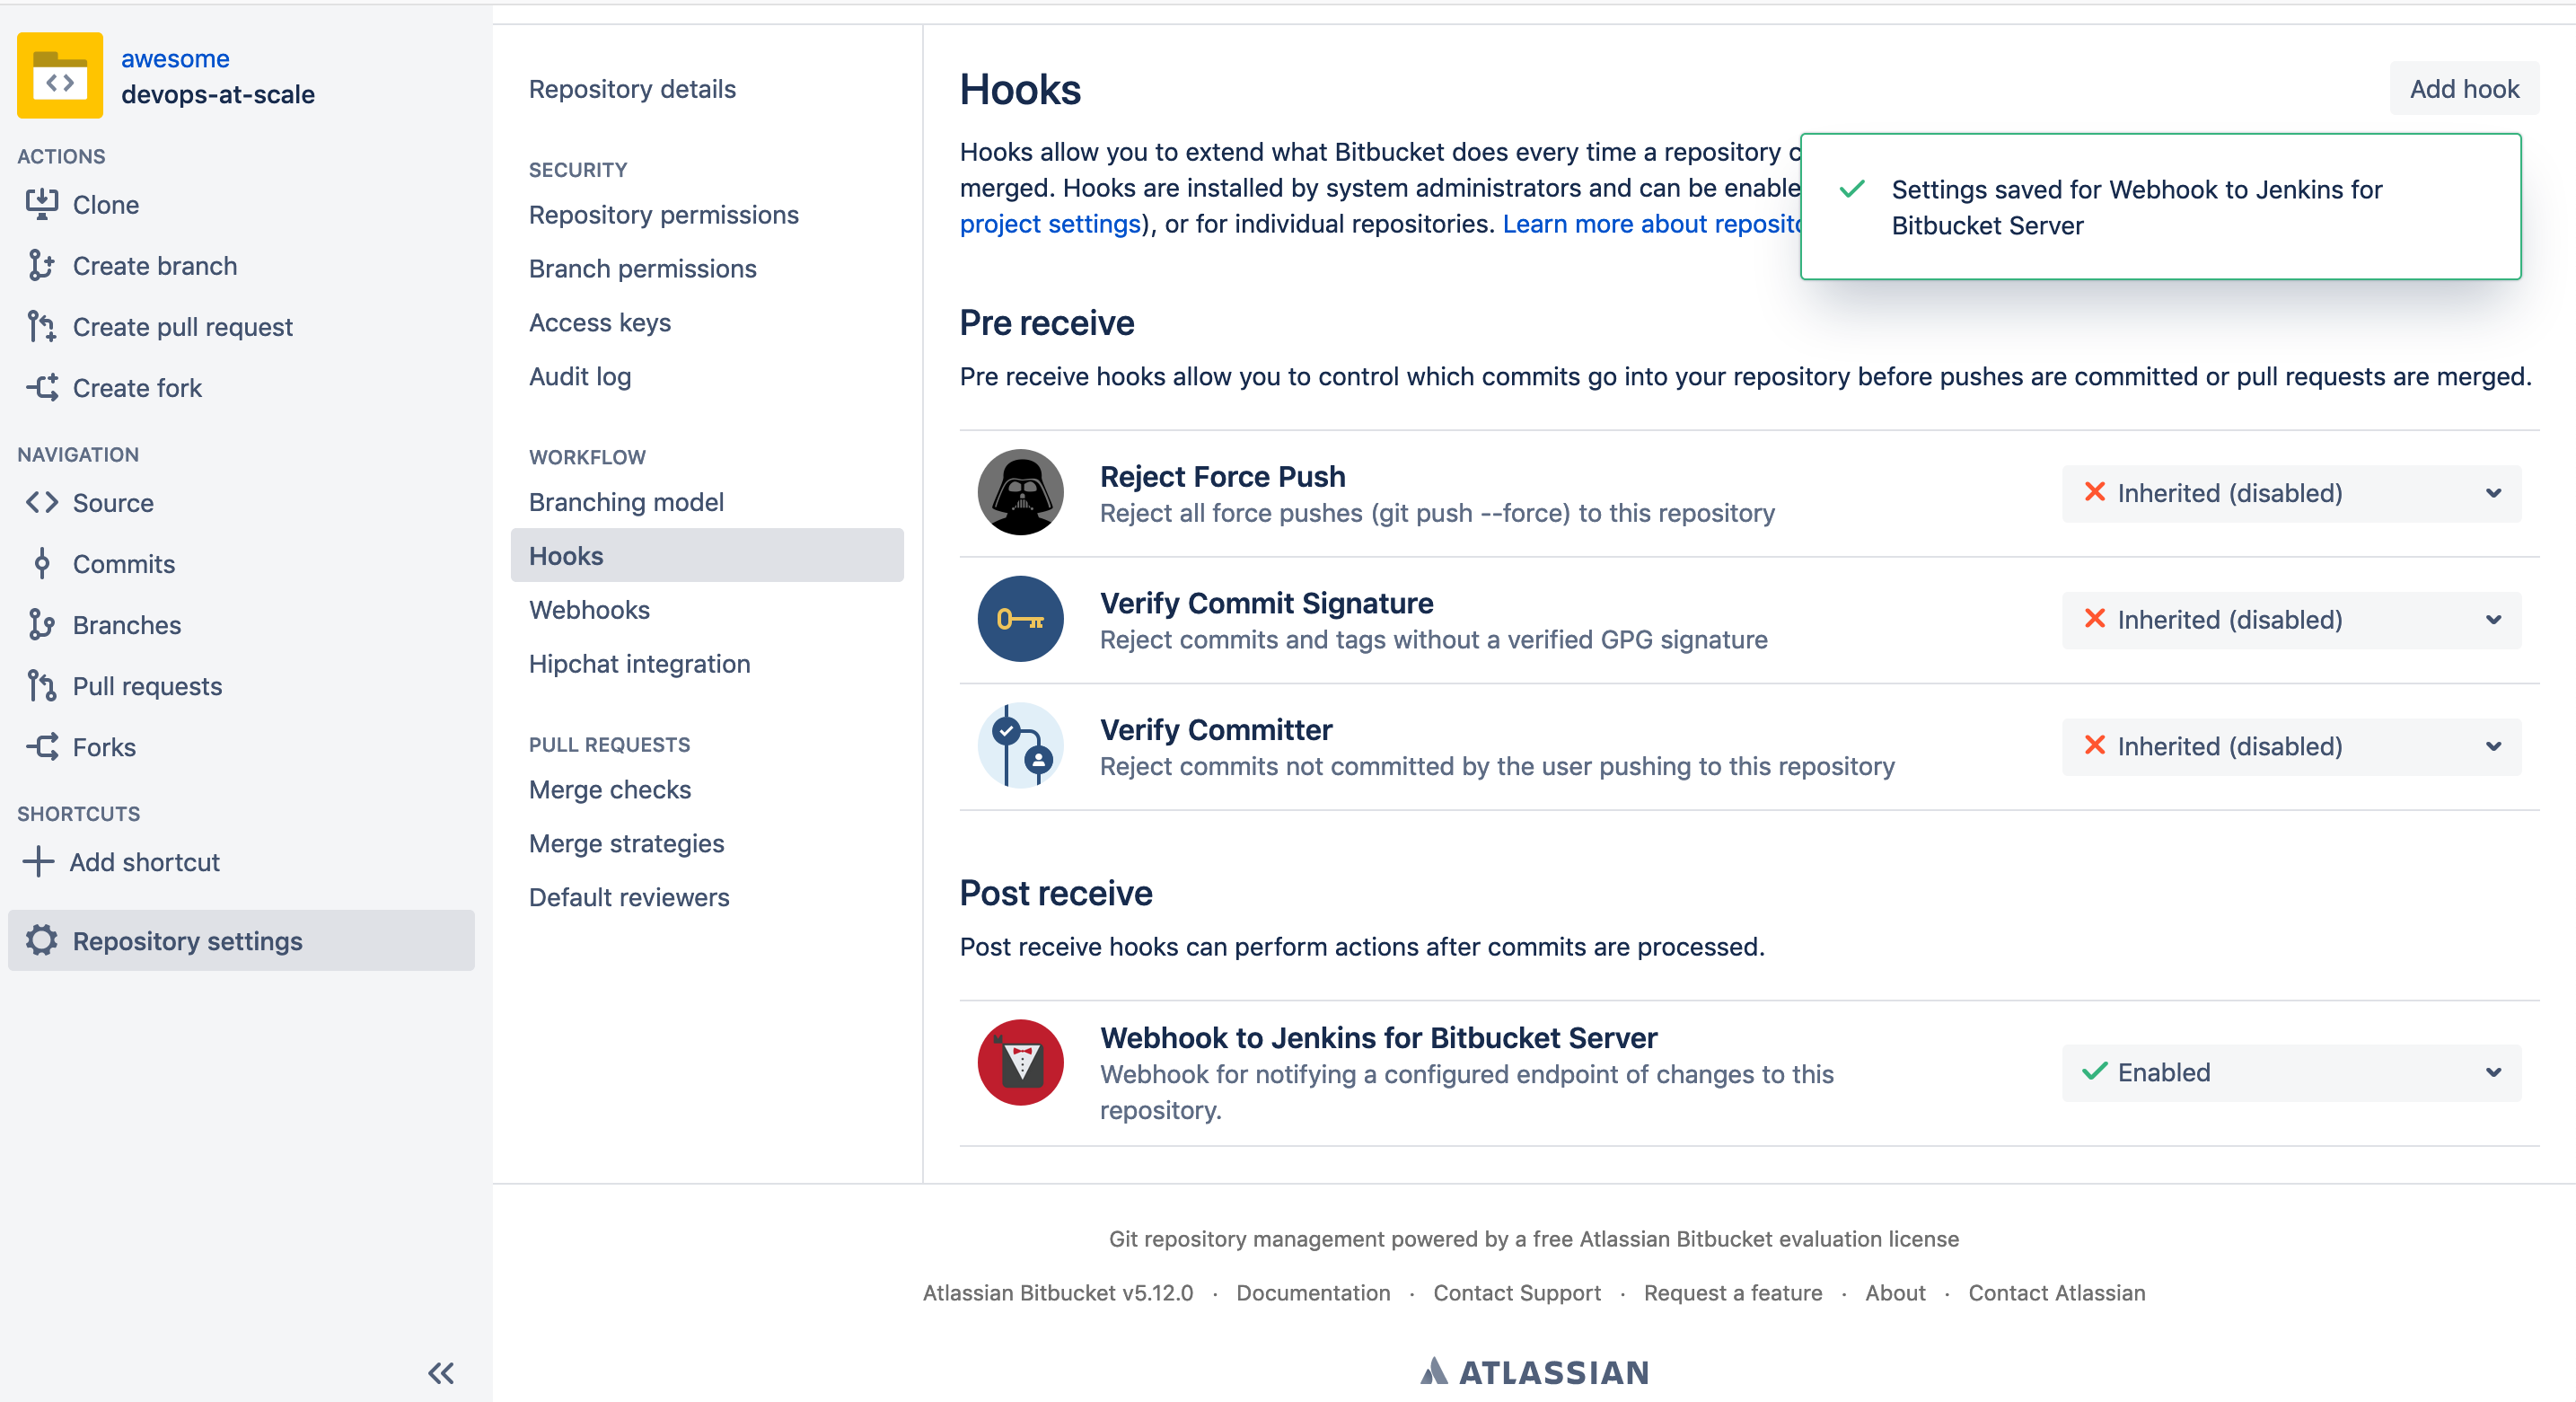 awesome
devops-at-scale
ACTIONS
Clone
Create branch
Create pull request
Create fork
NAVIGATION
Source
Commits
Branches
Pull requests
Forks
SHORTCUTS
Add shortcut
Repository settings
Repository details
SECURITY
Repository permissions
Branch permissions
Access keys
Audit log
WORKFLOW
Branching model
Hooks
Webhooks
Hipchat integration
PULL REQUESTS
Merge checks
Merge strategies
Default reviewers
Hooks
Add hook
Hooks allow you to extend what Bitbucket does every time a repository
merged. Hooks are installed by system administrators and can be
project settings), or for individual repositories. Learn more about
Settings saved for Webhook to Jenkins for
Bitbucket Server
Pre receive
Pre receive hooks allow you to control which commits go into your repository before pushes are committed or pull requests are merged.
Reject Force Push
Reject all force pushes (git push --force) to this repository
Inherited (disabled)
Verify Commit Signature
Reject commits and tags without a verified GPG signature
Inherited (disabled)
Verify Committer
Reject commits not committed by the user pushing to this repository
Inherited (disabled)
Post receive
Post receive hooks can perform actions after commits are processed.
Webhook to Jenkins for Bitbucket Server
Webhook for notifying a configured endpoint of changes to this
repository.
Enabled
Git repository management powered by a free Atlassian Bitbucket evaluation license
Atlassian Bitbucket v5.12.0 · Documentation · Contact Support · Request a feature · About · Contact Atlassian
ATLASSIAN